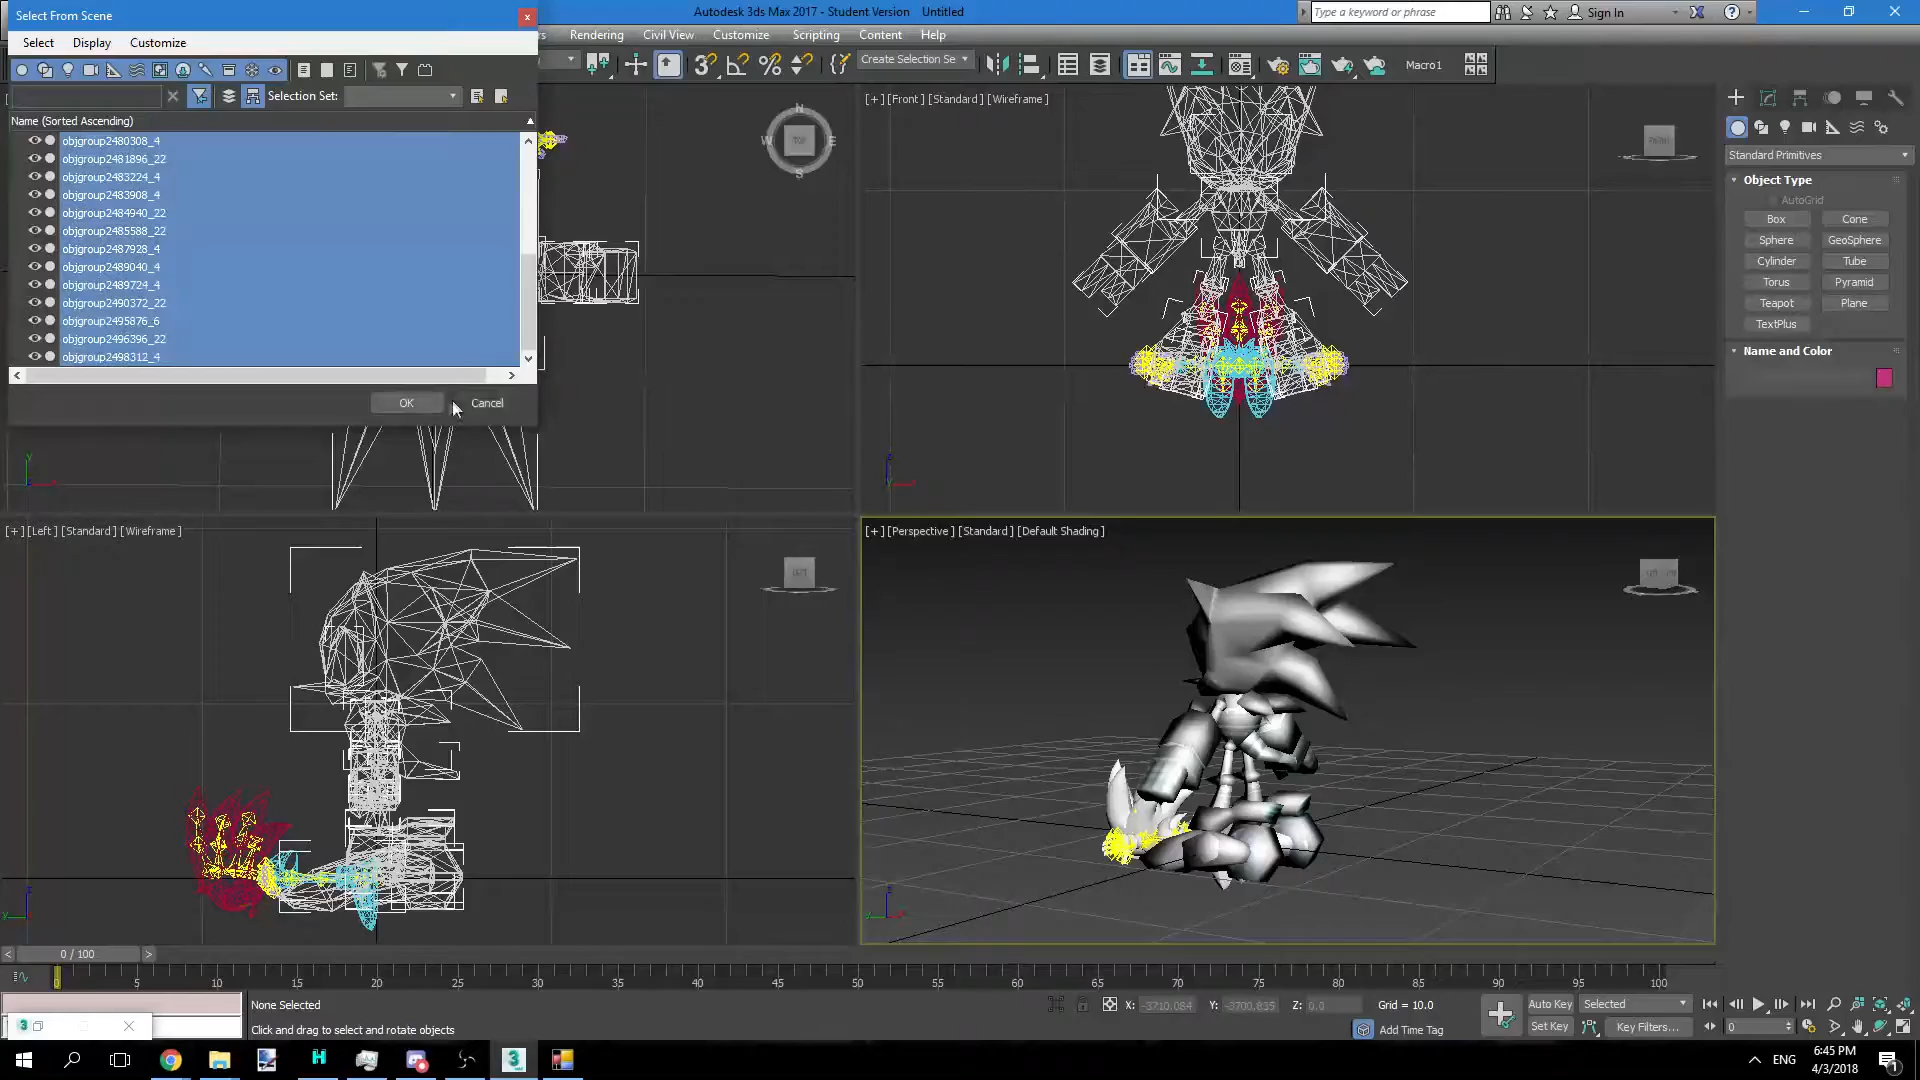 Select From Scene
Select Display Customize
Selection Set:
Name (Sorted Ascending)
objgroup2480308_4
objgroup2481896_22
objgroup2483224_4
objgroup2483908_4
objgroup2484940_22
objgroup2485588_22
objgroup2487928_4
objgroup2489040_4
objgroup2489724_4
objgroup2490372_22
objgroup2495876_6
objgroup2496396_22
objgroup2498312_4
OK Cancel
Autodesk 3ds Max 2017 - Student Version Untitled
Type a keyword or phrase
Sign In
Rendering Civil View Customize Scripting Content Help
Create Selection Se
Macro1
N
W TOP E
S
[+] [Front] [Standard] [Wireframe]
[+] [Left] [Standard] [Wireframe]
[+] [Perspective] [Standard] [Default Shading]
Standard Primitives
Object Type
AutoGrid
Box Cone
Sphere GeoSphere
Cylinder Tube
Torus Pyramid
Teapot Plane
TextPlus
Name and Color
0 / 100
0 5 10 15 20 25 30 35 40 45 50 55 60 65 70 75 80 85 90 95 100
None Selected
Click and drag to select and rotate objects
X: -3710.084 Y: -3700.835 Z: 0.0 Grid = 10.0
Add Time Tag
Auto Key Selected
Set Key Key Filters...
0
ENG
6:45 PM
4/3/2018